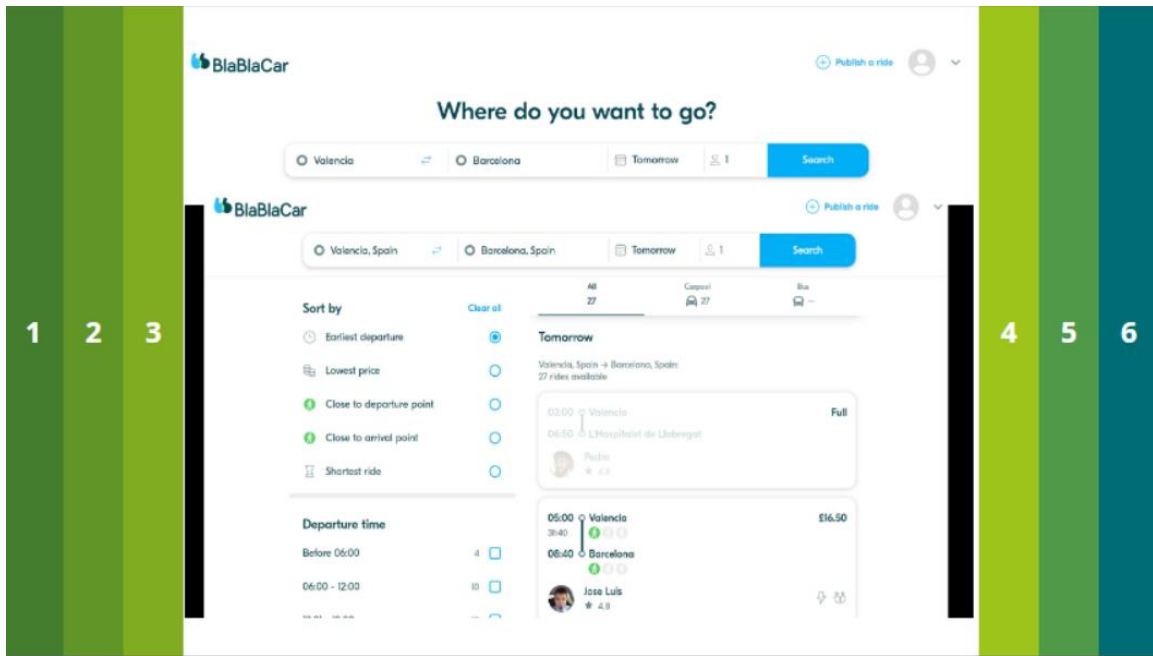 BlaBlaCar
Publish a ride
Where do you want to go?
Valencia Barcelona Tomorrow 1 Search
BlaBlaCar
Publish a ride
Valencia, Spain Barcelona, Spain Tomorrow 1 Search
All Carpool Bus
27 27 —
Sort by Clear all
Earliest departure
Lowest price
Close to departure point
Close to arrival point
Shortest ride
Departure time
Before 06:00 4
06:00 - 12:00 10
Tomorrow
Valencia, Spain → Barcelona, Spain:
27 rides available
03:00 Valencia Full
06:50 L'Hospitalet de Llobregat
Pedro
05:00 Valencia £16.50
3h40
08:40 Barcelona
Jose Luis
★ 4.8
1 2 3 4 5 6